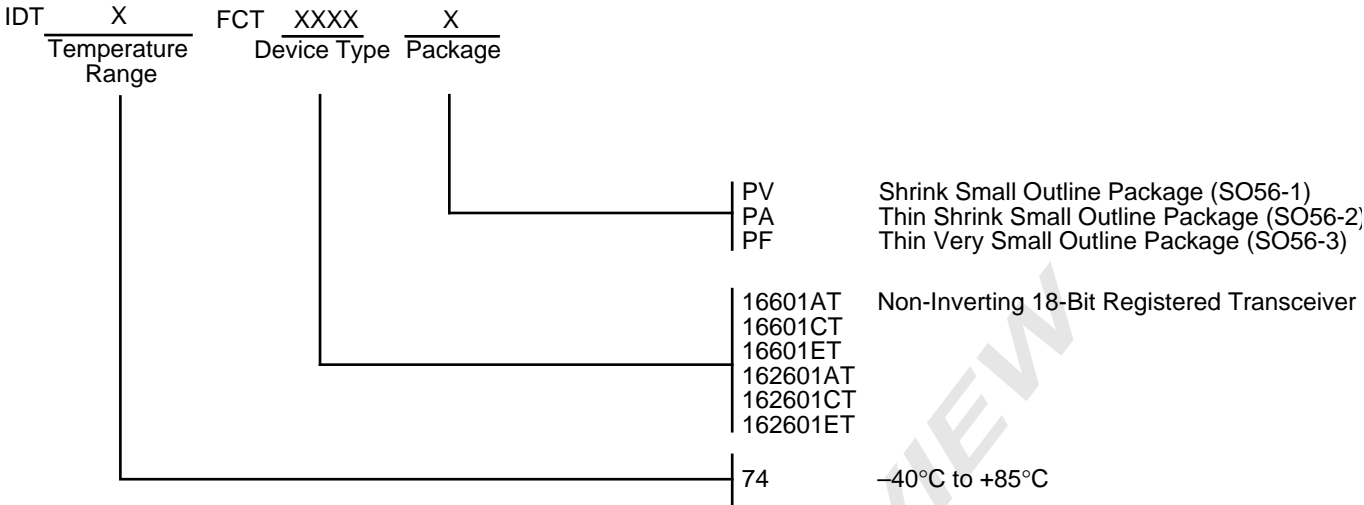 IDT X FCT XXXX X
Temperature Range Device Type Package
PV Shrink Small Outline Package (SO56-1)
PA Thin Shrink Small Outline Package (SO56-2)
PF Thin Very Small Outline Package (SO56-3)
16601AT Non-Inverting 18-Bit Registered Transceiver
16601CT
16601ET
162601AT
162601CT
162601ET
74 –40°C to +85°C
VIEW